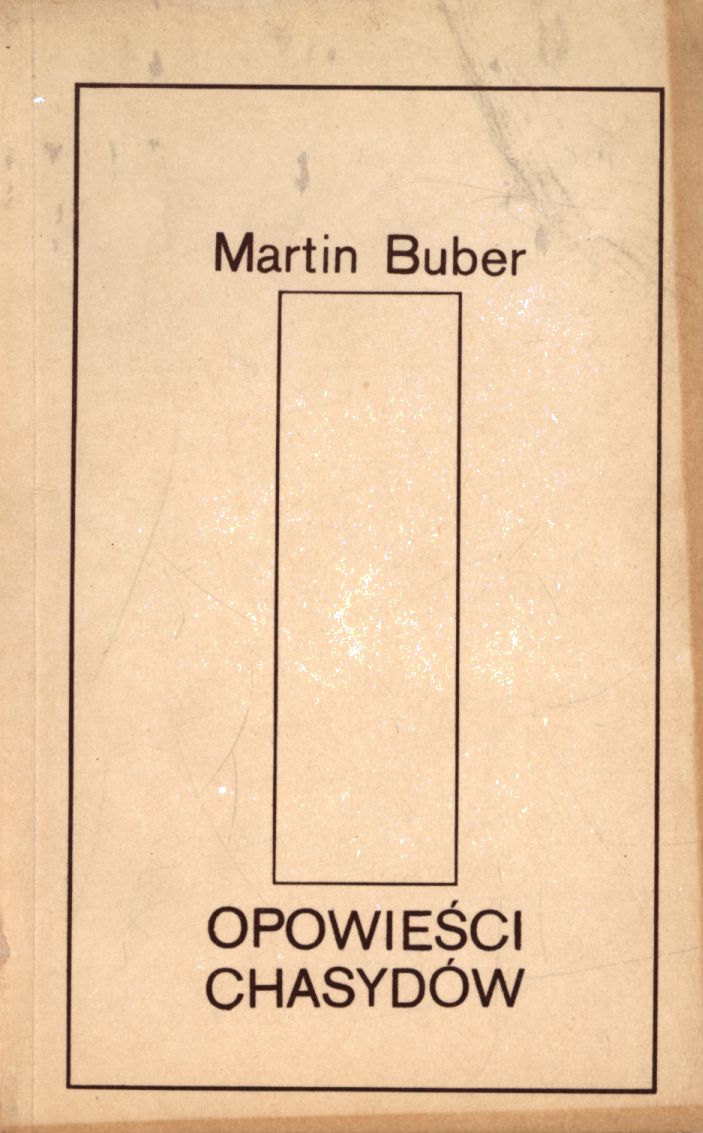 Martin Buber
OPOWIEŚCI
CHASYDÓW